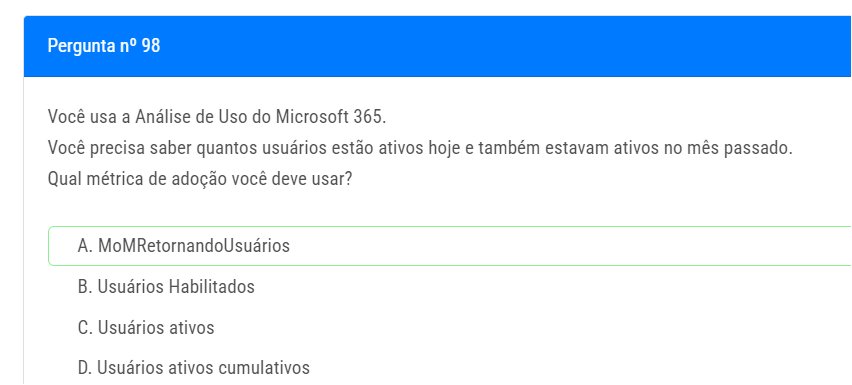 Pergunta nº 98
Você usa a Análise de Uso do Microsoft 365.
Você precisa saber quantos usuários estão ativos hoje e também estavam ativos no mês passado.
Qual métrica de adoção você deve usar?
A. MoMRetornandoUsuários
B. Usuários Habilitados
C. Usuários ativos
D. Usuários ativos cumulativos